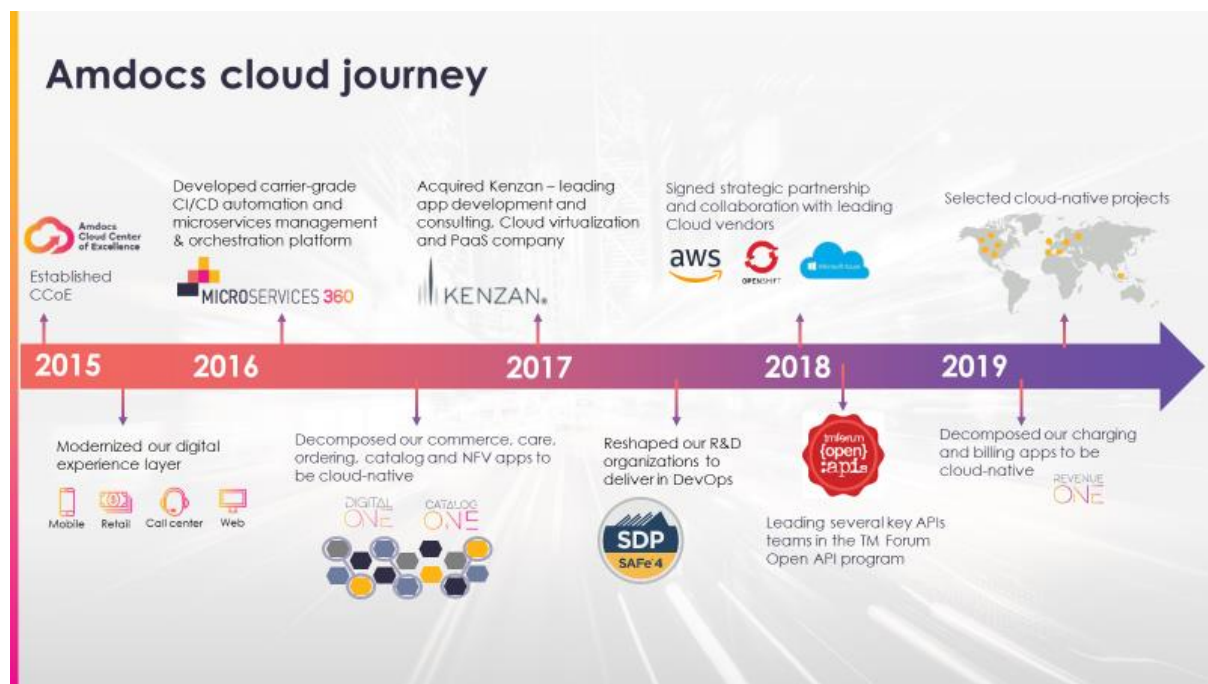 Amdocs cloud journey
Amdocs
Cloud Center
of Excellence
Established
CCoE
Developed carrier-grade
CI/CD automation and
microservices management
& orchestration platform
MICROSERVICES 360
Acquired Kenzan – leading
app development and
consulting, Cloud virtualization
and PaaS company
KENZAN
Signed strategic partnership
and collaboration with leading
Cloud vendors
aws
OPENSHIFT
Microsoft Azure
Selected cloud-native projects
2015
2016
2017
2018
2019
Modernized our digital
experience layer
Mobile
Retail
Call center
Web
Decomposed our commerce, care,
ordering, catalog and NFV apps to
be cloud-native
DIGITAL
ONE
CATALOG
ONE
Reshaped our R&D
organizations to
deliver in DevOps
SDP
SAFe 4
tmforum
{open}
:apis
Leading several key APIs
teams in the TM Forum
Open API program
Decomposed our charging
and billing apps to be
cloud-native
REVENUE
ONE